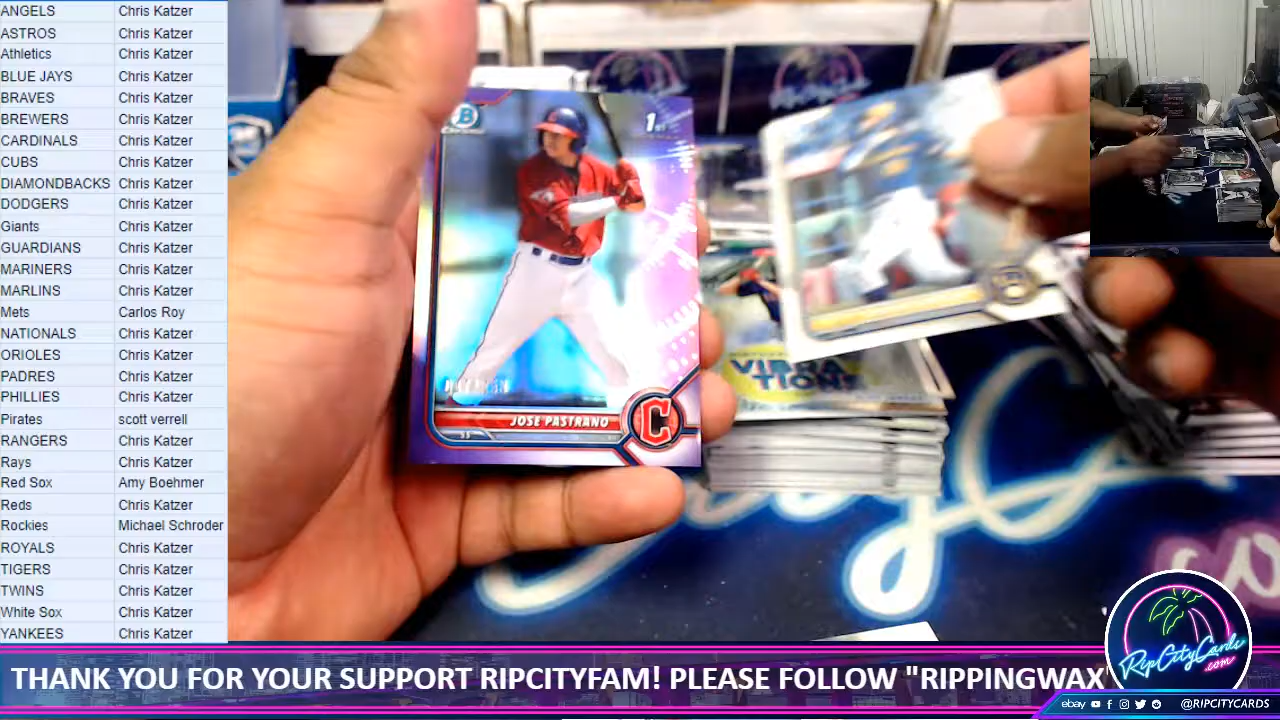 ANGELS Chris Katzer
ASTROS Chris Katzer
Athletics Chris Katzer
BLUE JAYS Chris Katzer
BRAVES Chris Katzer
BREWERS Chris Katzer
CARDINALS Chris Katzer
CUBS Chris Katzer
DIAMONDBACKS Chris Katzer
DODGERS Chris Katzer
Giants Chris Katzer
GUARDIANS Chris Katzer
MARINERS Chris Katzer
MARLINS Chris Katzer
Mets Carlos Roy
NATIONALS Chris Katzer
ORIOLES Chris Katzer
PADRES Chris Katzer
PHILLIES Chris Katzer
Pirates scott verrell
RANGERS Chris Katzer
Rays Chris Katzer
Red Sox Amy Boehmer
Reds Chris Katzer
Rockies Michael Schroder
ROYALS Chris Katzer
TIGERS Chris Katzer
TWINS Chris Katzer
White Sox Chris Katzer
YANKEES Chris Katzer
B
Chrome
1st
JOSE PASTRANO
SS
C
VIBRA
TIONS
THANK YOU FOR YOUR SUPPORT RIPCITYFAM! PLEASE FOLLOW "RIPPINGWAX"
RipCityCards
.com
ebay @RIPCITYCARDS